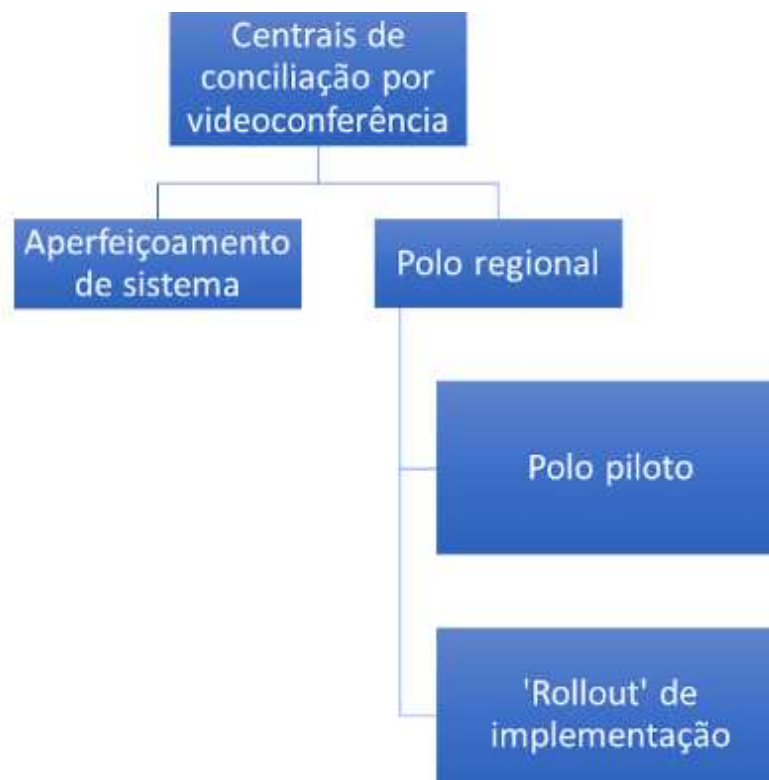 Centrais de
conciliação por
videoconferência
Aperfeiçoamento
de sistema
Polo regional
Polo piloto
'Rollout' de
implementação